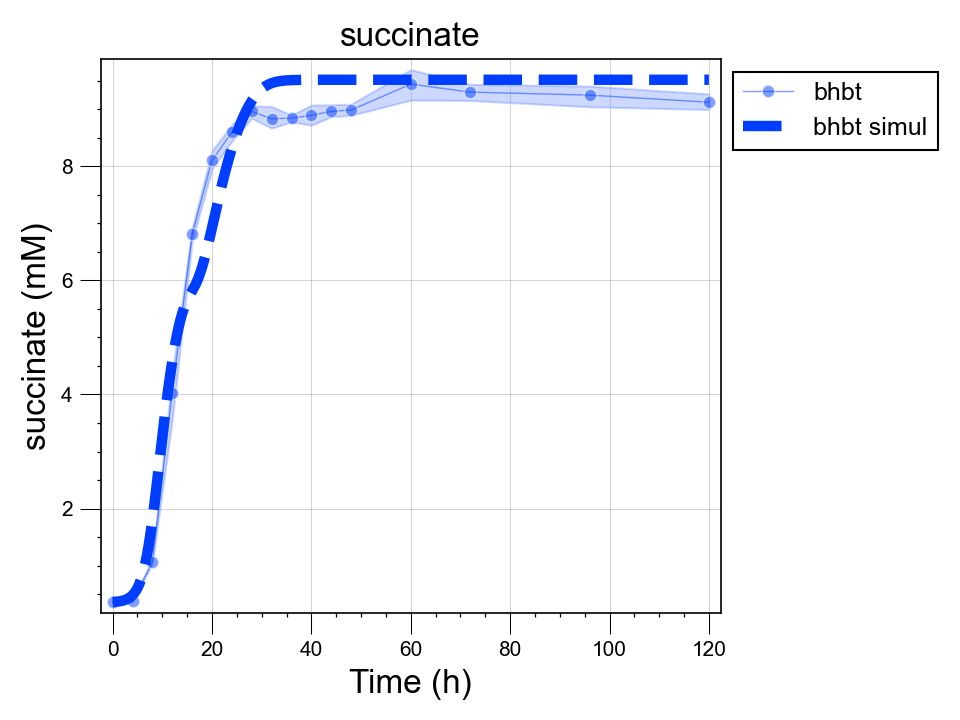 succinate
bhbt
bhbt simul
succinate (mM)
8
6
4
2
0 20 40 60 80 100 120
Time (h)